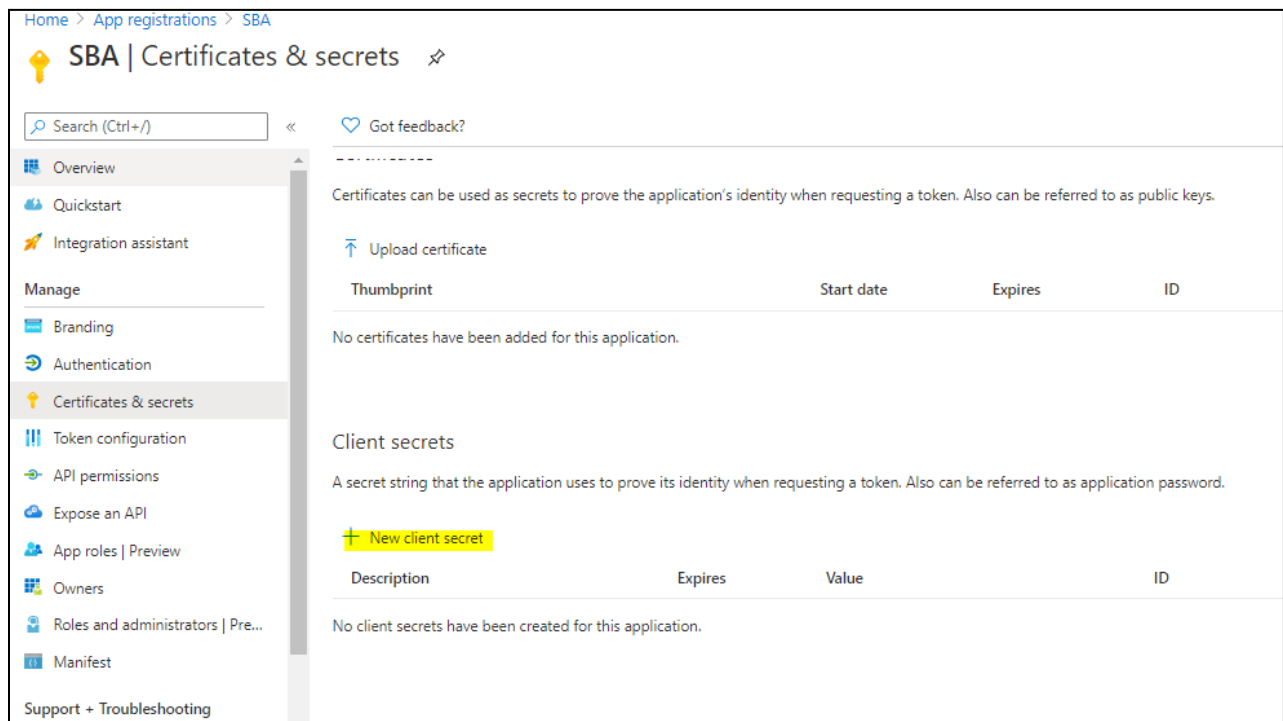 Home > App registrations > SBA
SBA | Certificates & secrets
Search (Ctrl+/)
«
Got feedback?
Overview
Quickstart
Integration assistant
Manage
Branding
Authentication
Certificates & secrets
Token configuration
API permissions
Expose an API
App roles | Preview
Owners
Roles and administrators | Pre...
Manifest
Support + Troubleshooting
Certificates can be used as secrets to prove the application's identity when requesting a token. Also can be referred to as public keys.
Upload certificate
Thumbprint Start date Expires ID
No certificates have been added for this application.
Client secrets
A secret string that the application uses to prove its identity when requesting a token. Also can be referred to as application password.
+ New client secret
Description Expires Value ID
No client secrets have been created for this application.